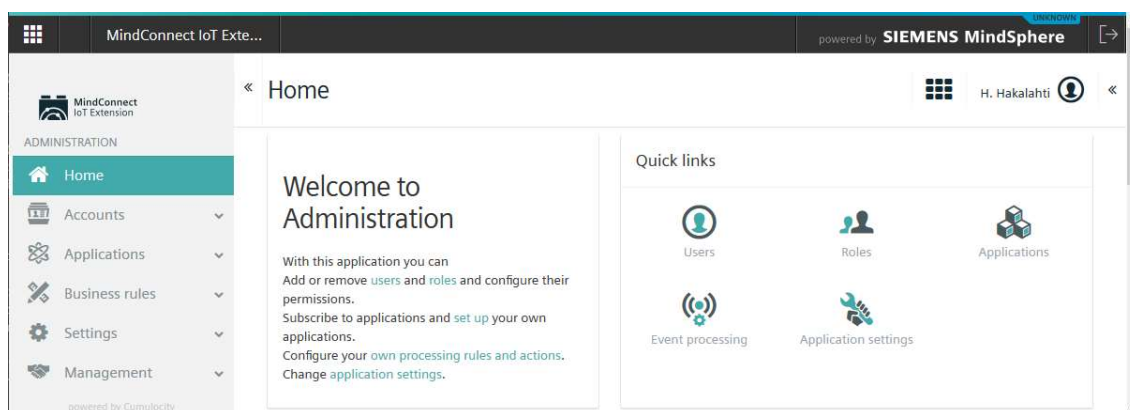 MindConnect IoT Exte...
UNKNOWN
powered by SIEMENS MindSphere
MindConnect
IoT Extension
« Home
H. Hakalahti
«
ADMINISTRATION
Home
Accounts
Applications
Business rules
Settings
Management
powered by Cumulocity
Welcome to
Administration
With this application you can
Add or remove users and roles and configure their
permissions.
Subscribe to applications and set up your own
applications.
Configure your own processing rules and actions.
Change application settings.
Quick links
Users
Roles
Applications
Event processing
Application settings